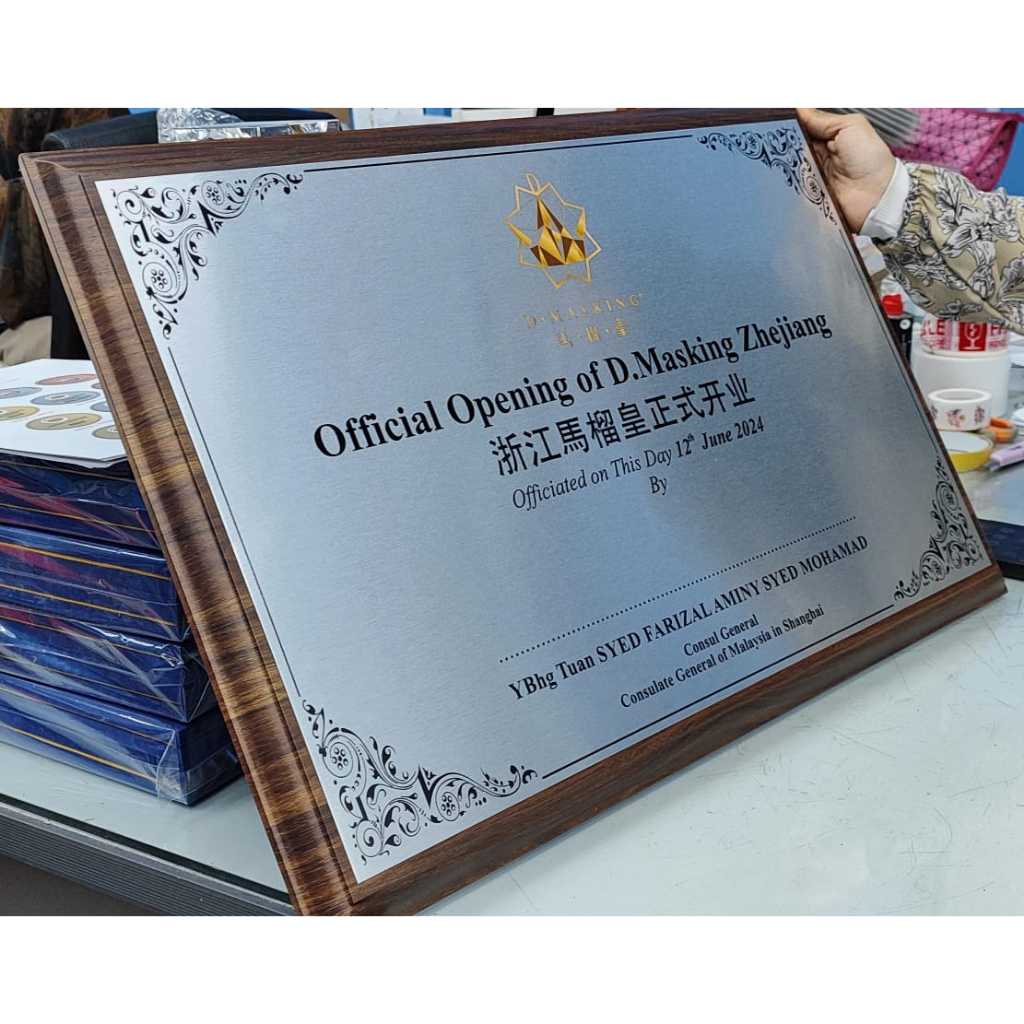 D·MASKING
馬·榴·皇
Official Opening of D.Masking Zhejiang
浙江馬榴皇正式开业
Officiated on This Day 12th June 2024
By
YBhg Tuan SYED FARIZAL AMINY SYED MOHAMAD
Consul General
Consulate General of Malaysia in Shanghai